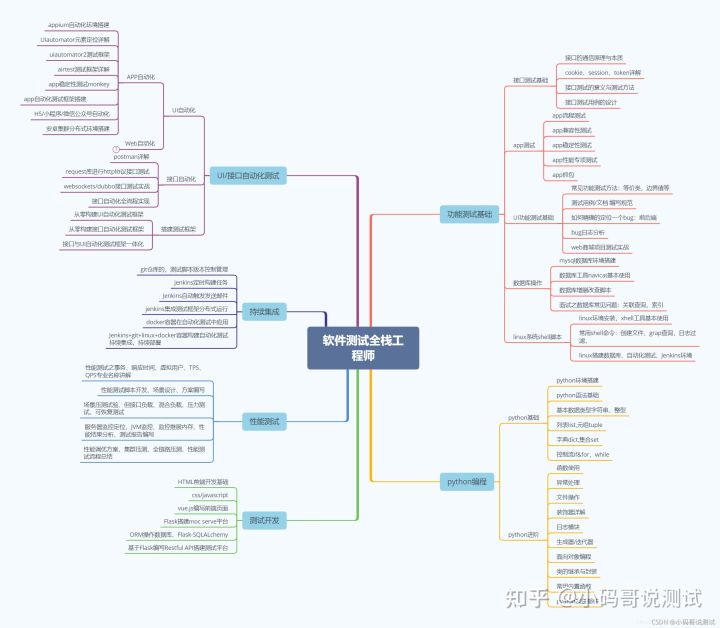 软件测试全栈工
程师
UI/接口自动化测试
UI自动化
APP自动化
appium自动化环境搭建
UIautomator元素定位详解
uiautomator2测试框架
airtest测试框架详解
app稳定性测试monkey
app自动化测试框架搭建
H5/小程序/微信公众号自动化
安卓集群分布式环境搭建
Web自动化
接口自动化
postman详解
request库进行http协议接口测试
websockets/dubbo接口测试实战
接口自动化全流程实现
搭建测试框架
从零构建UI自动化测试框架
从零构建接口自动化测试框架
接口与UI自动化测试框架一体化
持续集成
git仓库的、测试脚本版本控制管理
Jenkins定时构建任务
Jenkins自动触发发送邮件
jenkins集成测试框架分布式运行
docker容器在自动化测试中应用
Jenkins+git+linux+docker容器构建自动化测试
持续集成、持续部署
性能测试
性能测试之事务、响应时间、虚拟用户、TPS、
QPS专业名称讲解
性能测试脚本开发、场景设计、方案编写
场景压测试验、但接口负载、混合负载、压力测
试、可恢复测试
服务器监控定位、JVM监控、监控泄漏内存、性
能结果分析、测试报告编写
性能调优方案、集群压测、全链路压测、性能测
试流程总结
测试开发
HTML前端开发基础
css/javascript
vue.js编写前端页面
Flask搭建moc serve平台
ORM操作数据库、Flask-SQLALchemy
基于Flask编写Restful API搭建测试平台
功能测试基础
接口测试基础
接口的通信原理与本质
cookie、session、token详解
接口测试的意义与测试方法
接口测试用例的设计
app测试
app流程测试
app兼容性测试
app稳定性测试
app性能专项测试
app抓包
UI功能测试基础
常见功能测试方法：等价类、边界值等
测试用例/文档 编写规范
如何精确的定位一个bug：前后端
bug日志分析
web商城项目测试实战
数据库操作
mysql数据库环境搭建
数据库工具navicat基本使用
数据库增删改查脚本
面试之数据库常见问题：关联查询、索引
linux系统shell脚本
linux环境安装、xhell工具基本使用
常用shell命令：创建文件、grap查询、日志过
滤、
linux搭建数据库、自动化测试、Jenkins环境
python编程
python基础
python环境搭建
python语法基础
基本数据类型字符串、整型
列表list,元组tuple
字典dict,集合set
控制流if&for、while
python进阶
函数使用
异常处理
文件操作
装饰器详解
日志模块
生成器/迭代器
面向对象编程
类的继承与封装
常用内置函数
知乎 @小码哥说测试
CSDN @小码哥说测试